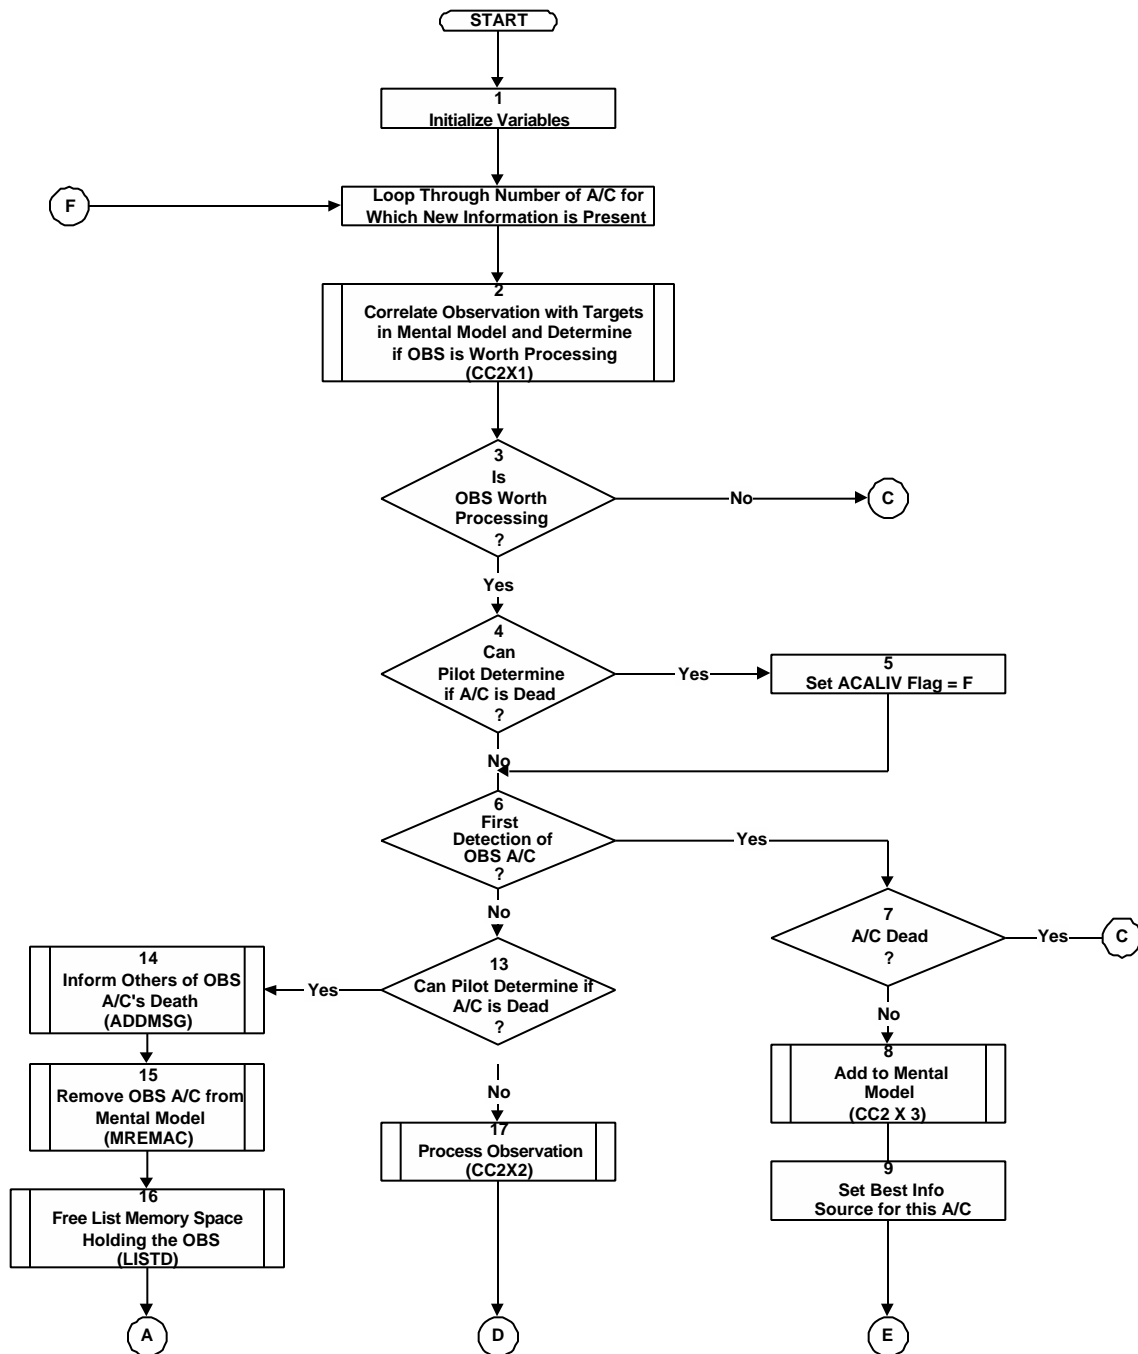 START
1
Initialize Variables
F
Loop Through Number of A/C for
Which New Information is Present
2
Correlate Observation with Targets
in Mental Model and Determine
if OBS is Worth Processing
(CC2X1)
3
Is
OBS Worth
Processing
?
No
C
Yes
4
Can
Pilot Determine
if A/C is Dead
?
Yes
5
Set ACALIV Flag = F
No
6
First
Detection of
OBS A/C
?
Yes
No
7
A/C Dead
?
Yes
C
No
13
Can Pilot Determine if
A/C is Dead
?
Yes
14
Inform Others of OBS
A/C's Death
(ADDMSG)
15
Remove OBS A/C from
Mental Model
(MREMAC)
16
Free List Memory Space
Holding the OBS
(LISTD)
A
No
17
Process Observation
(CC2X2)
D
8
Add to Mental
Model
(CC2 X 3)
9
Set Best Info
Source for this A/C
E